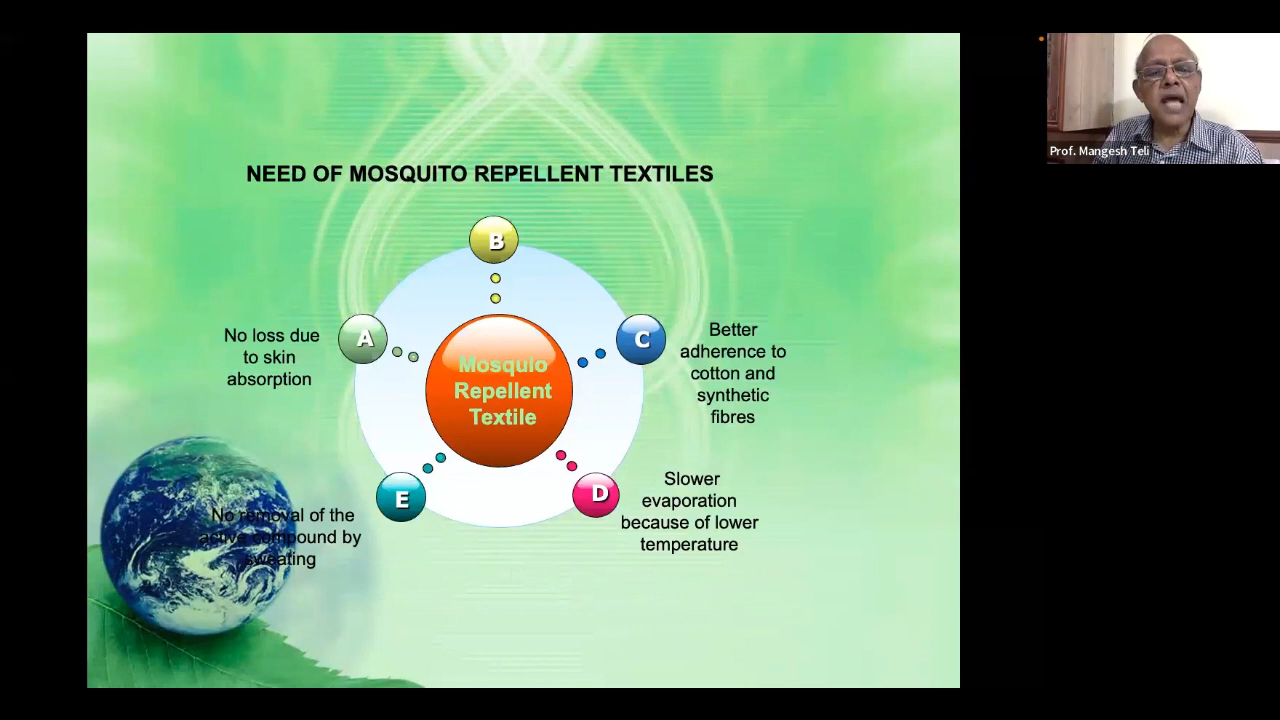 Prof. Mangesh Teli
NEED OF MOSQUITO REPELLENT TEXTILES
B
A
No loss due
to skin
absorption
C
Better
adherence to
cotton and
synthetic
fibres
Mosquio
Repellent
Textile
E
No removal of the
active compound by
sweating
D
Slower
evaporation
because of lower
temperature